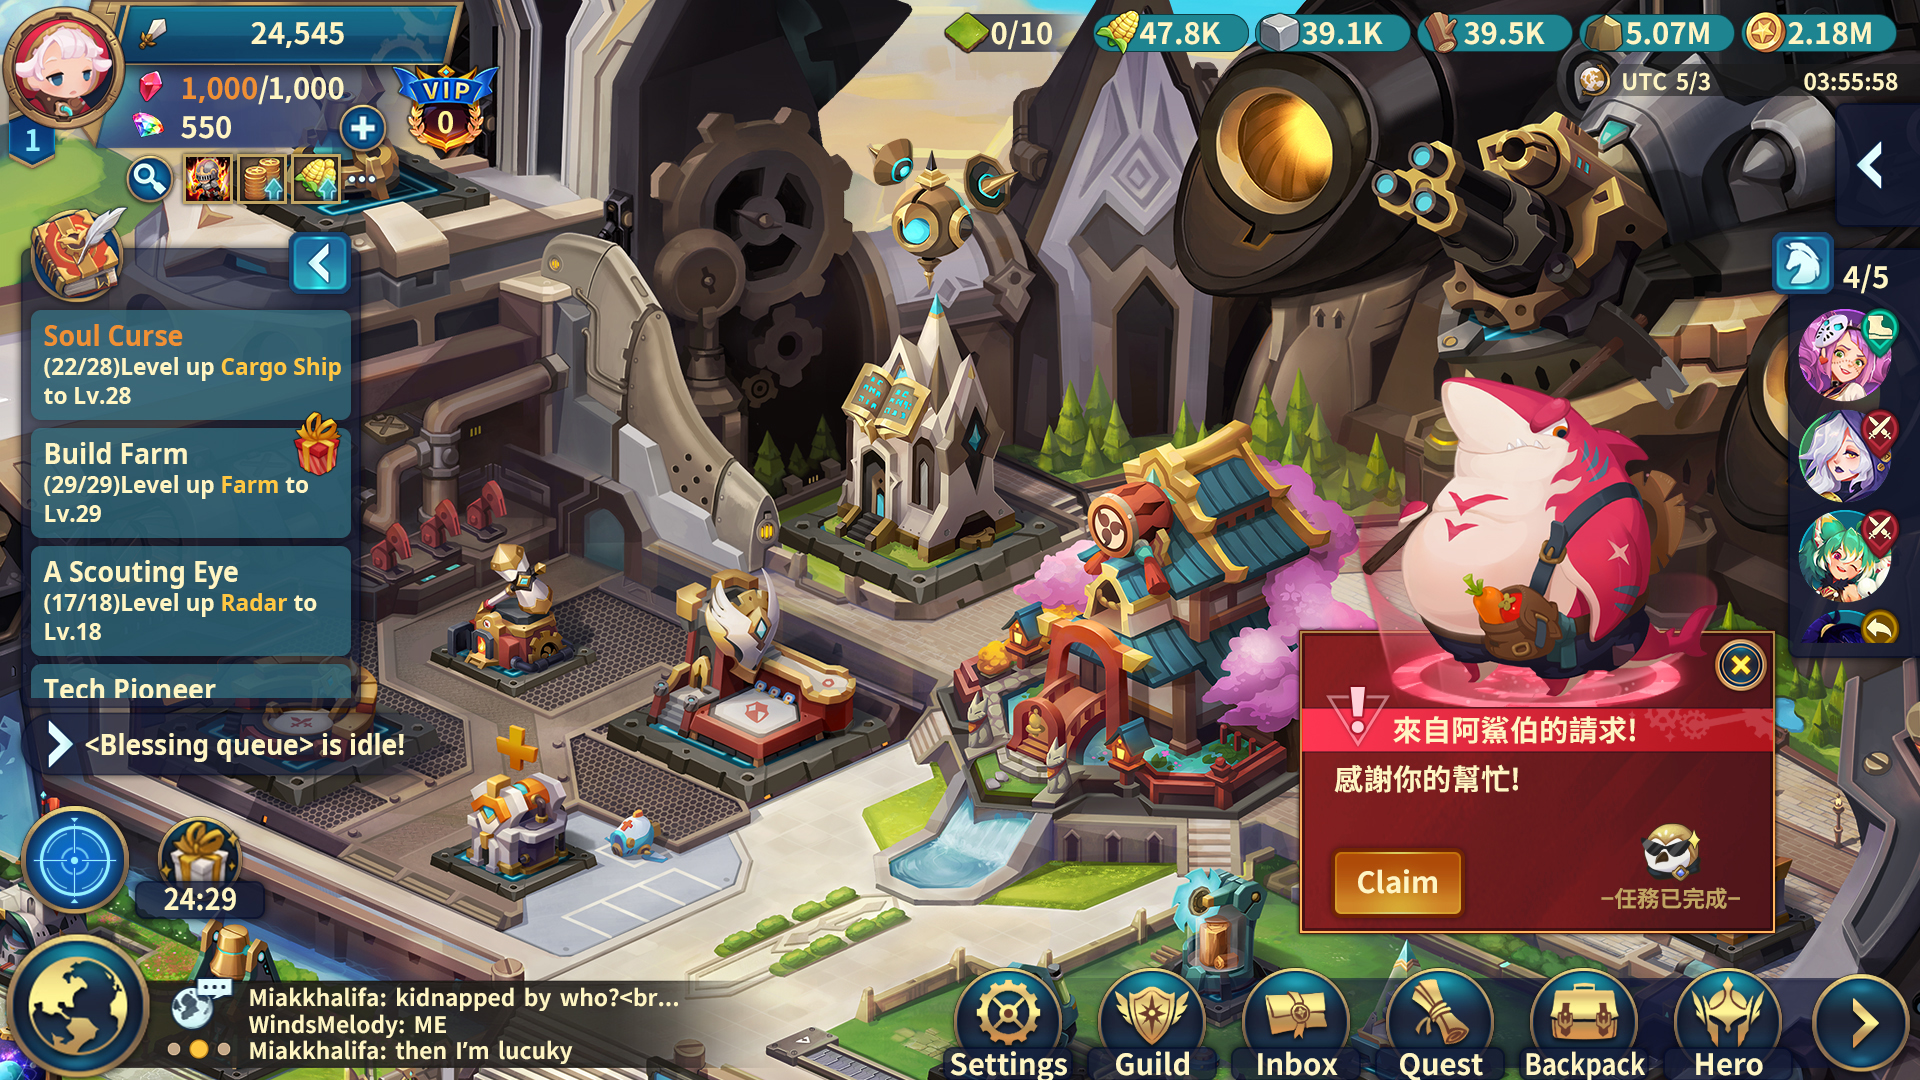 24,545
0/10
47.8K
39.1K
39.5K
5.07M
2.18M
1,000/1,000
VIP
0
550
1
UTC 5/3
03:55:58
4/5
Soul Curse
(22/28)Level up Cargo Ship
to Lv.28
Build Farm
(29/29)Level up Farm to
Lv.29
A Scouting Eye
(17/18)Level up Radar to
Lv.18
Tech Pioneer
<Blessing queue> is idle!
來自阿鯊伯的請求!
感謝你的幫忙!
Claim
–任務已完成–
24:29
Miakkhalifa: kidnapped by who?<br...
WindsMelody: ME
Miakkhalifa: then I'm lucuky
Settings
Guild
Inbox
Quest
Backpack
Hero